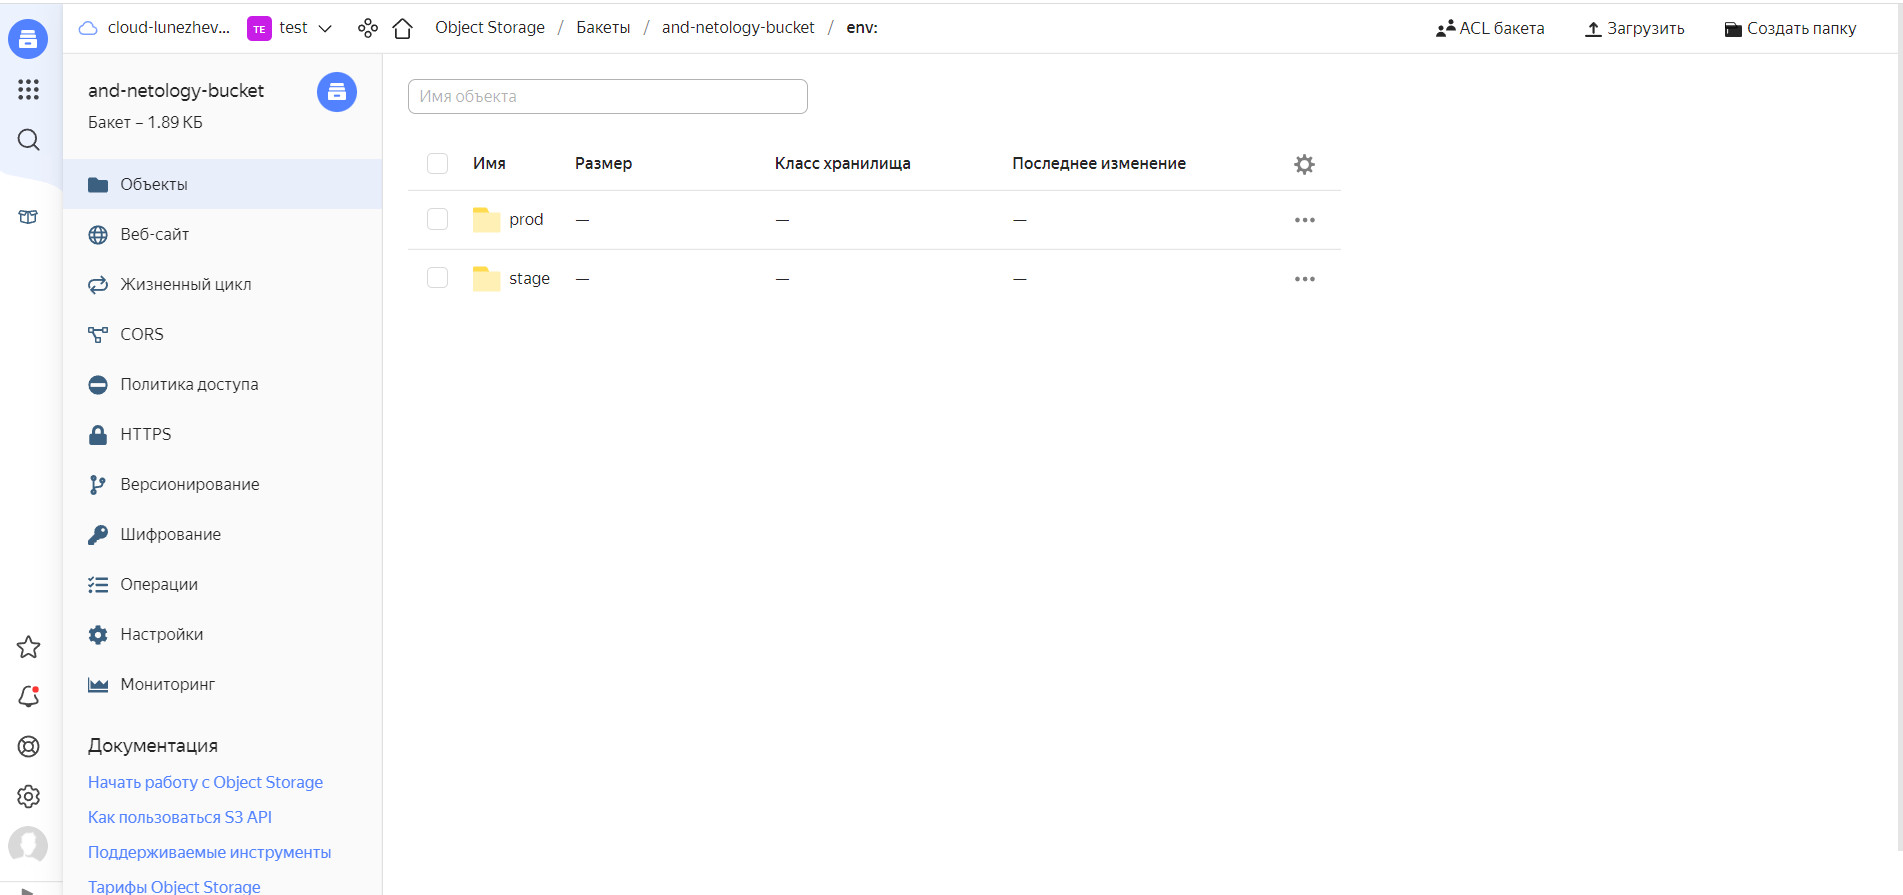 cloud-lunezhev... TE test Object Storage / Бакеты / and-netology-bucket / env: ACL бакета Загрузить Создать папку
and-netology-bucket
Бакет – 1.89 КБ
Объекты
Веб-сайт
Жизненный цикл
CORS
Политика доступа
HTTPS
Версионирование
Шифрование
Операции
Настройки
Мониторинг
Документация
Начать работу с Object Storage
Как пользоваться S3 API
Поддерживаемые инструменты
Тарифы Object Storage
Имя объекта
Имя Размер Класс хранилища Последнее изменение
prod — — —
stage — — —